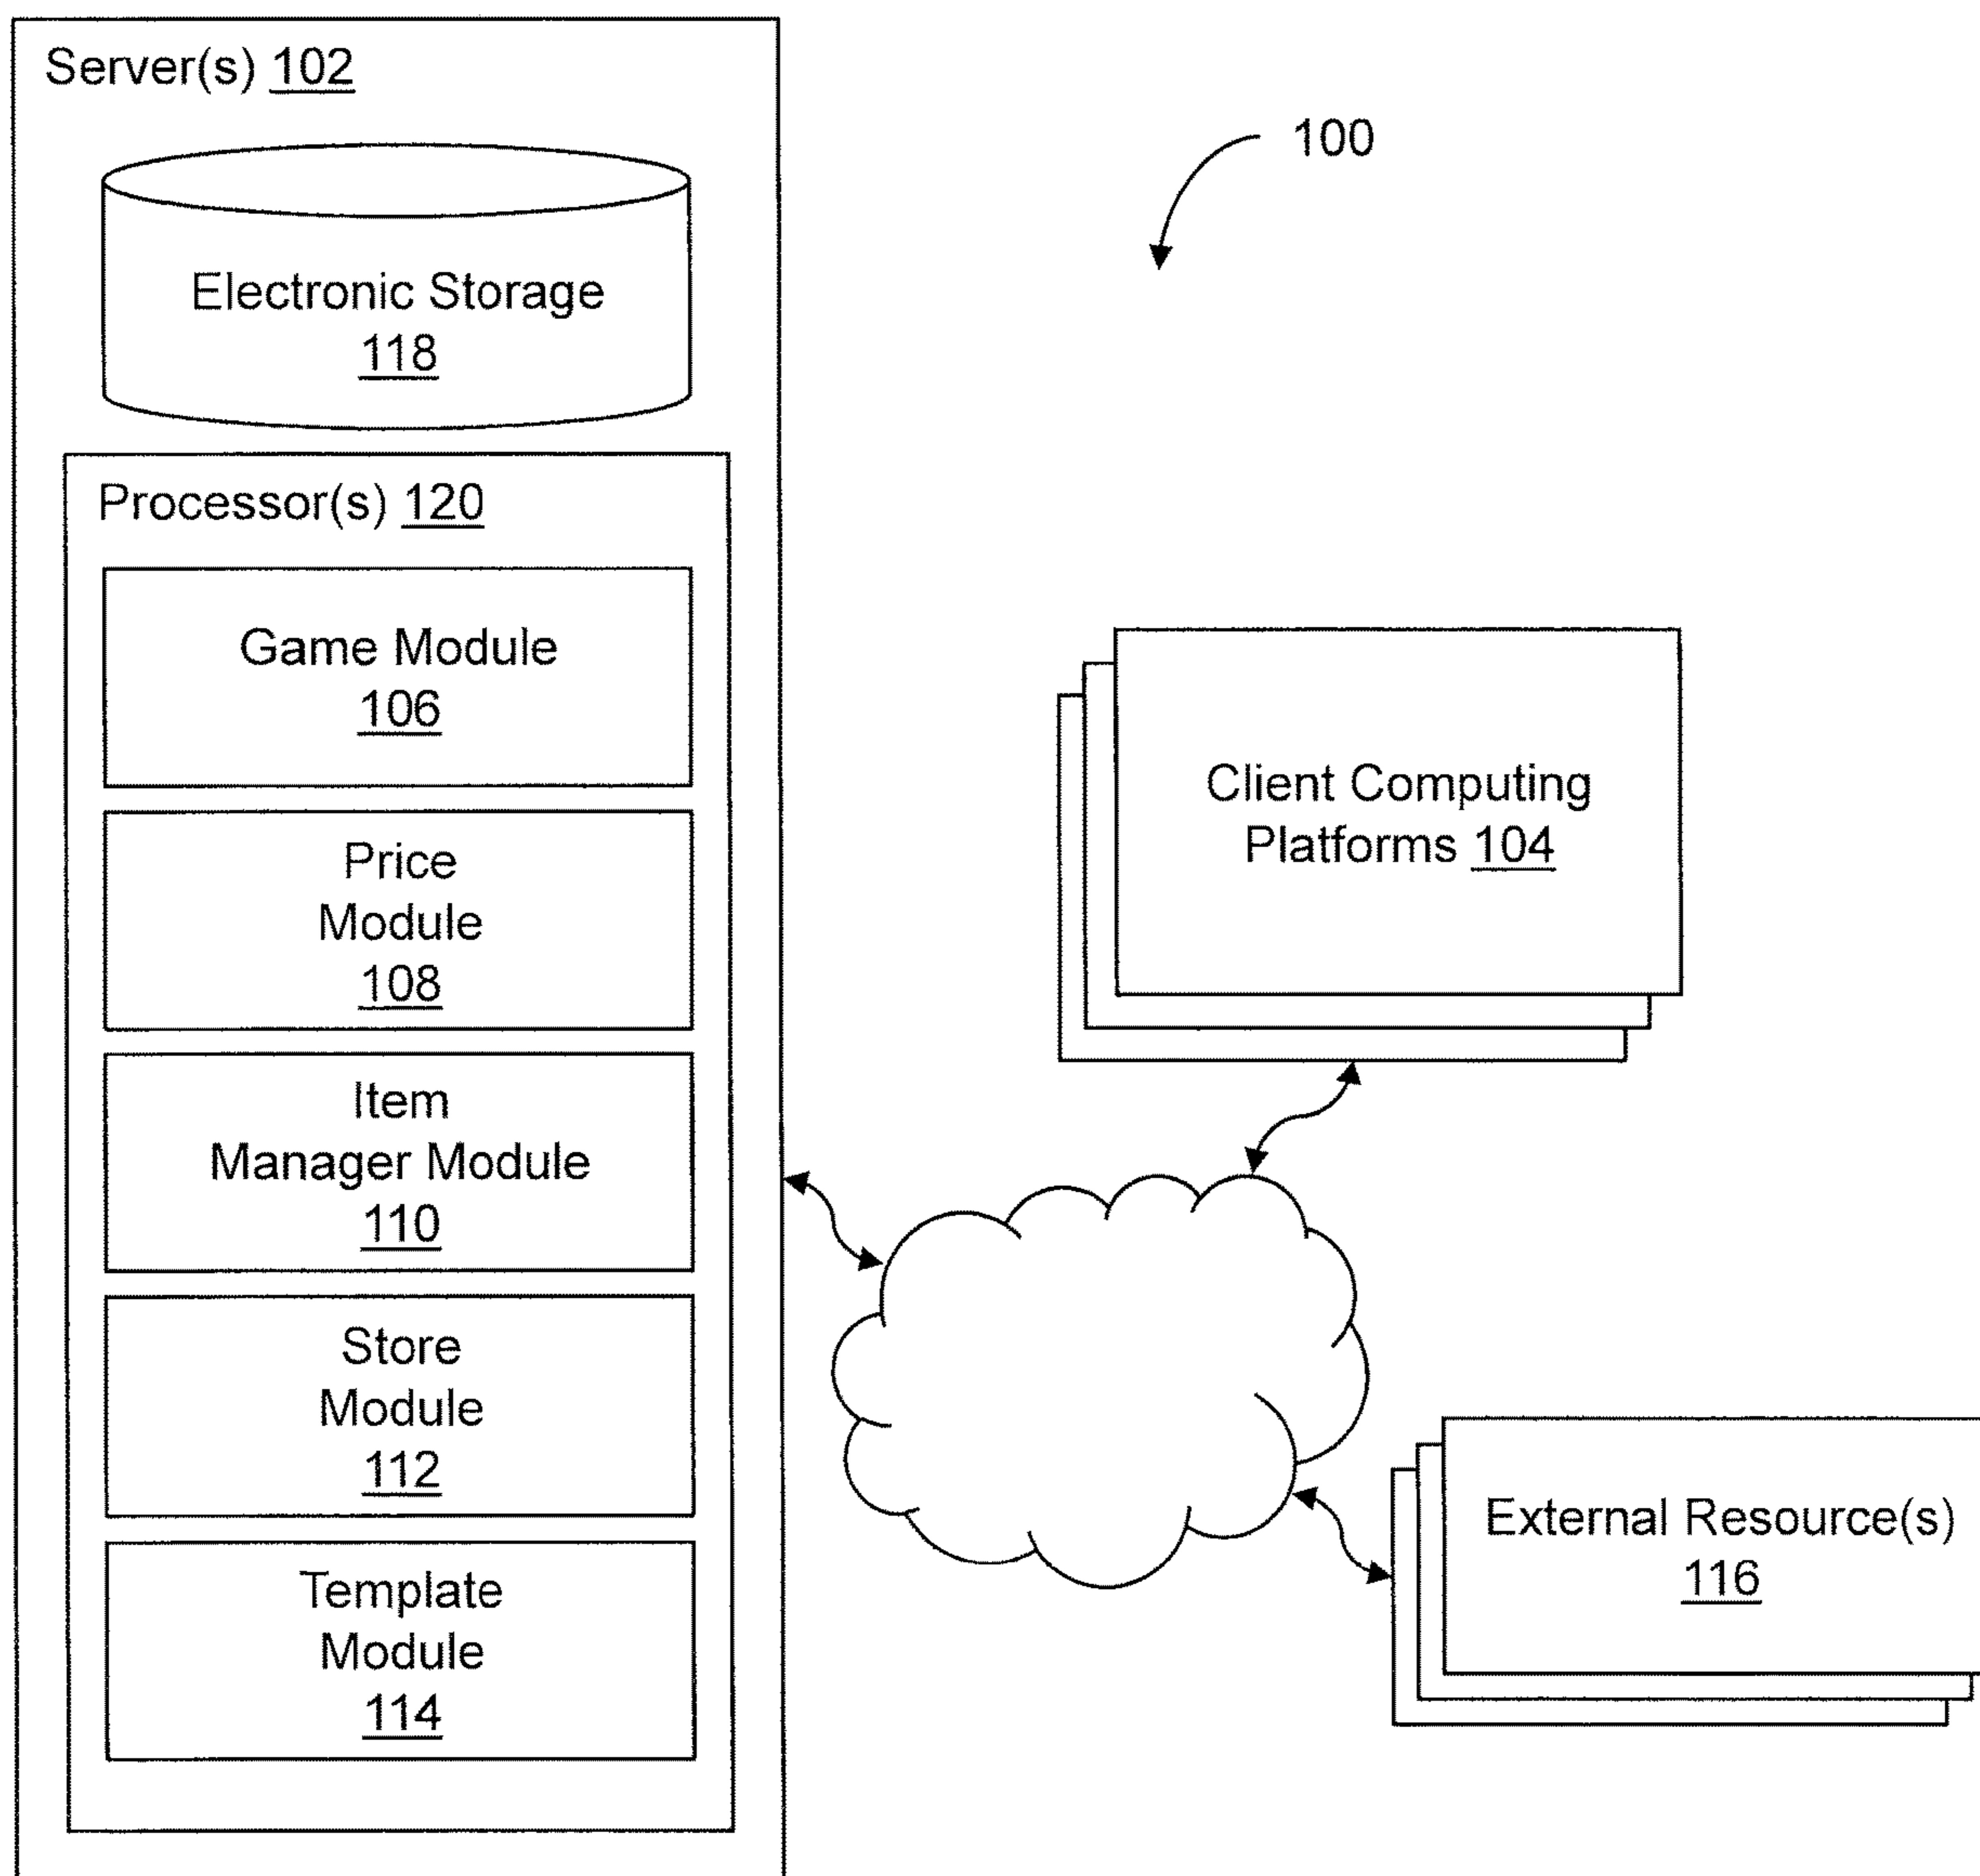 Server(s) 102
100
Electronic Storage
118
Processor(s) 120
Game Module
106
Price
Module
108
Item
Manager Module
110
Store
Module
112
Template
Module
114
Client Computing
Platforms 104
External Resource(s)
116